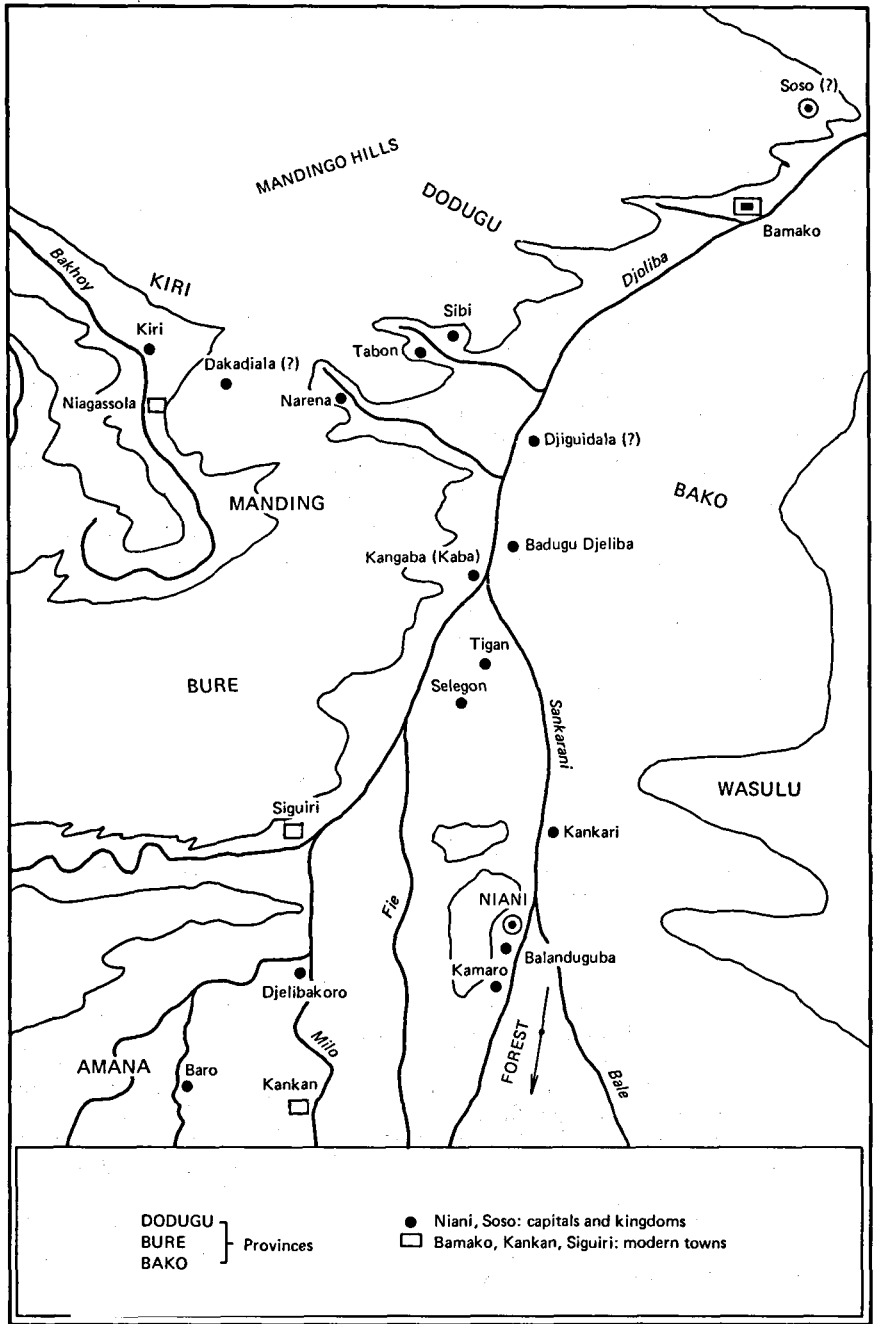 Soso (?)
MANDINGO HILLS
DODUGU
Bamako
Djoliba
Bakhoy
KIRI
Kiri
Sibi
Tabon
Dakadiala (?)
Niagassola
Narena
Djiguidala (?)
BAKO
MANDING
Badugu Djeliba
Kangaba (Kaba)
Tigan
BURE
Selegon
Sankarani
WASULU
Siguiri
Kankari
Fie
NIANI
Balanduguba
Kamaro
Djelibakoro
FOREST
Milo
AMANA
Baro
Kankan
Bale
DODUGU
BURE
BAKO
Provinces
Niani, Soso: capitals and kingdoms
Bamako, Kankan, Siguiri: modern towns